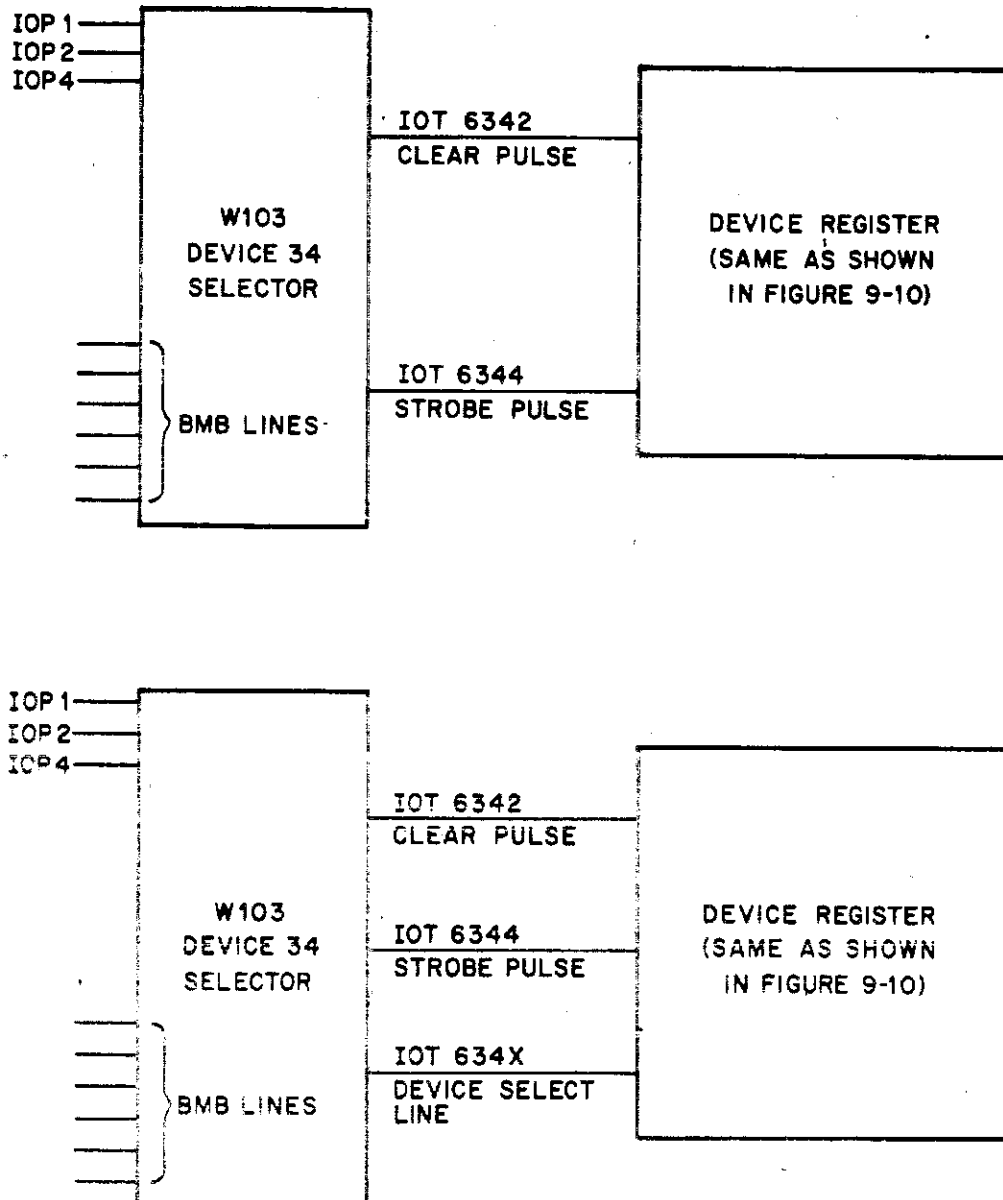 IOP 1
IOP 2
IOP 4
IOT 6342
CLEAR PULSE
W103
DEVICE 34
SELECTOR
DEVICE REGISTER
(SAME AS SHOWN
IN FIGURE 9-10)
IOT 6344
STROBE PULSE
BMB LINES
IOP 1
IOP 2
IOP 4
IOT 6342
CLEAR PULSE
W103
DEVICE 34
SELECTOR
IOT 6344
STROBE PULSE
DEVICE REGISTER
(SAME AS SHOWN
IN FIGURE 9-10)
IOT 634X
DEVICE SELECT
LINE
BMB LINES